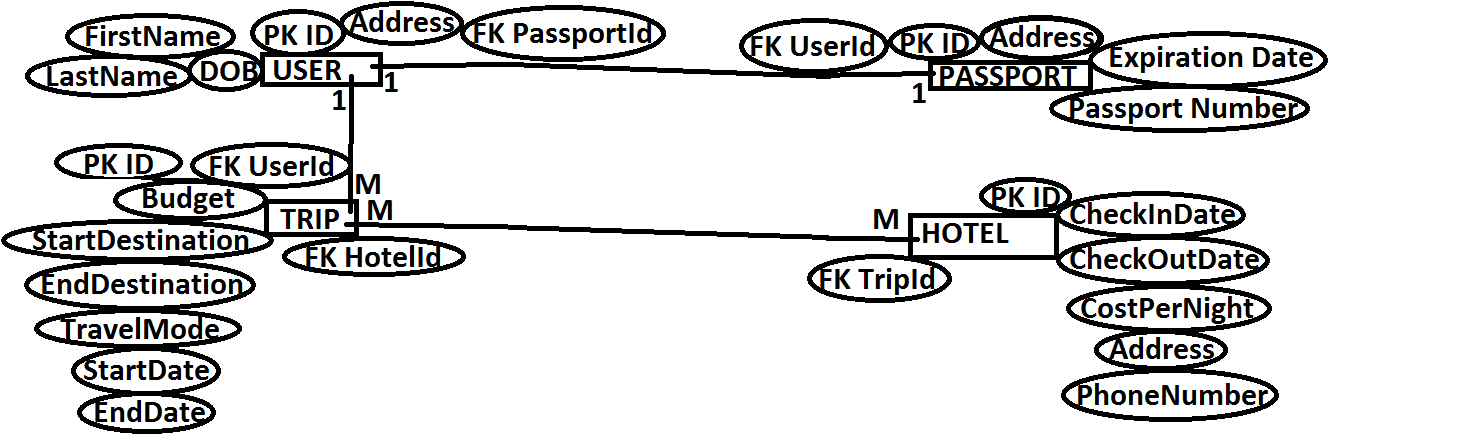 FirstName
LastName
DOB
PK ID
Address
FK PassportId
USER
1
1
FK UserId
PK ID
Address
Expiration Date
PASSPORT
1
Passport Number
PK ID
FK UserId
M
Budget
TRIP
M
StartDestination
FK HotelId
EndDestination
TravelMode
StartDate
EndDate
M
HOTEL
PK ID
CheckInDate
FK TripId
CheckOutDate
CostPerNight
Address
PhoneNumber